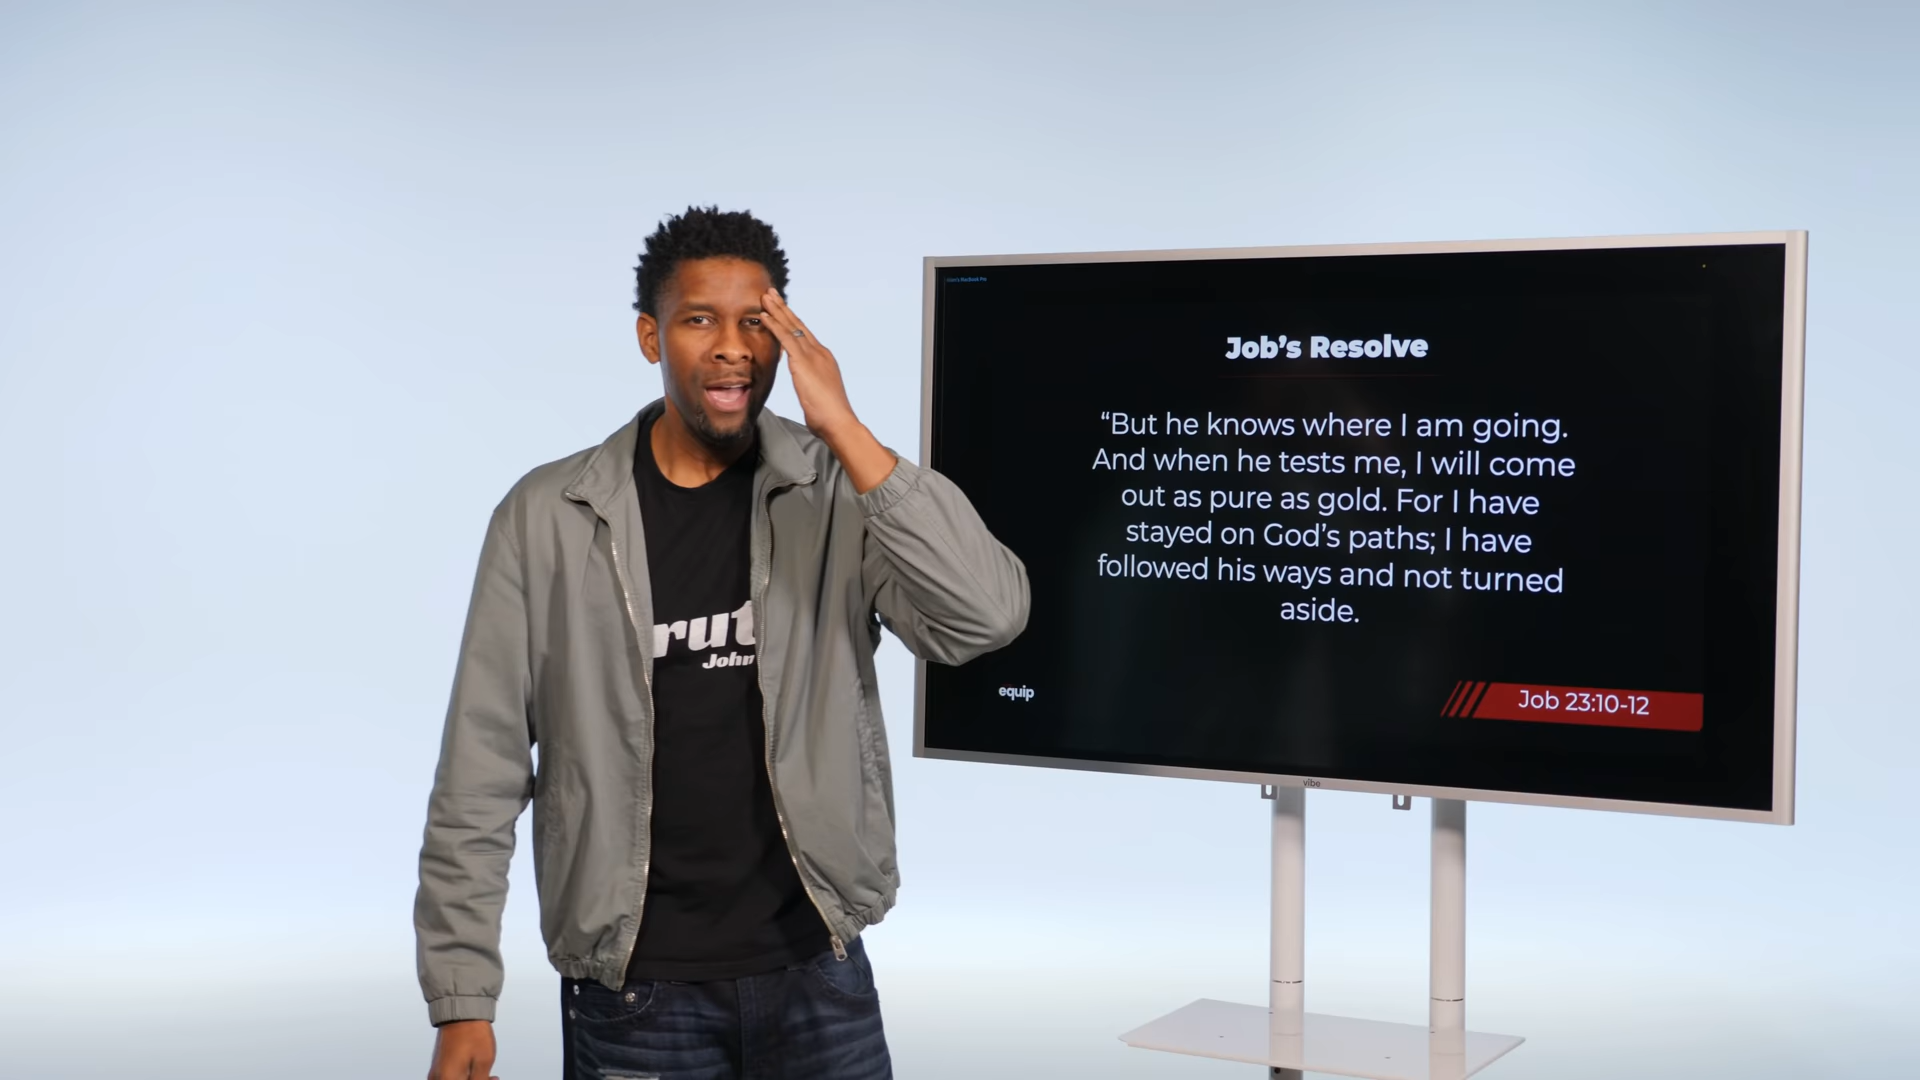 Job's Resolve
“But he knows where I am going.
And when he tests me, I will come
out as pure as gold. For I have
stayed on God's paths; I have
followed his ways and not turned
aside.
equip
Job 23:10-12
vibe
rut
John